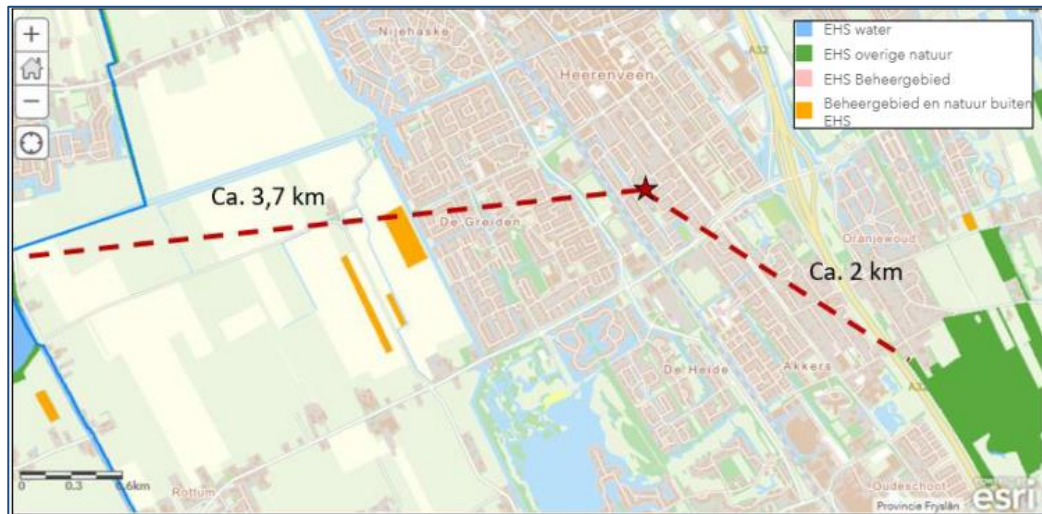 +
−
Nijehaske
Heerenveen
A32
EHS water
EHS overige natuur
EHS Beheergebied
Beheergebied en natuur buiten
EHS
Ca. 3,7 km
De Greiden
Oranjewoud
Ca. 2 km
De Heide
Akkers
A32
0 0.3 0.6km
Rottum
Oudeschoot
esri
Provincie Fryslân